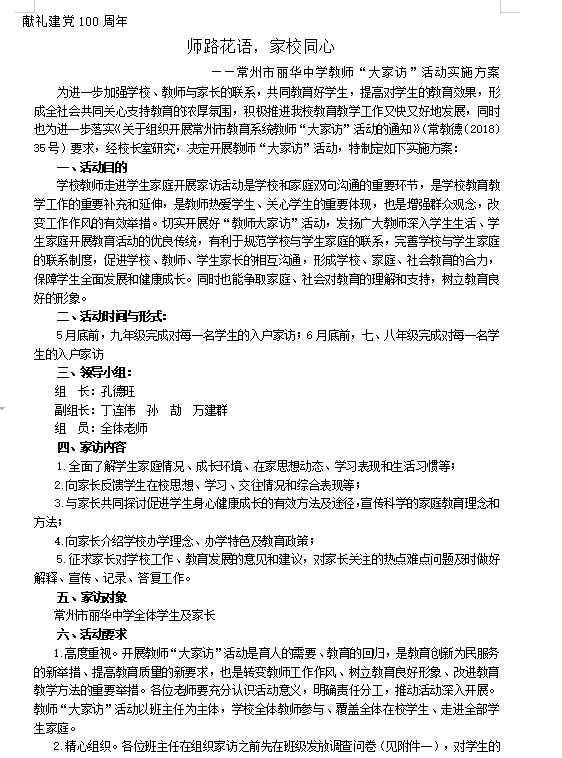 献礼建党 100 周年
师路花语，家校同心
——常州市丽华中学教师“大家访”活动实施方案
为进一步加强学校、教师与家长的联系，共同教育好学生，提高对学生的教育效果，形
成全社会共同关心支持教育的浓厚氛围，积极推进我校教育教学工作又快又好地发展，同时
也为进一步落实《关于组织开展常州市教育系统教师“大家访”活动的通知》（常教德〔2018〕
35 号）要求，经校长室研究，决定开展教师“大家访”活动，特制定如下实施方案：
一、活动目的
学校教师走进学生家庭开展家访活动是学校和家庭双向沟通的重要环节，是学校教育教
学工作的重要补充和延伸，是教师热爱学生、关心学生的重要体现，也是增强群众观念，改
变工作作风的有效举措。切实开展好“教师大家访”活动，发扬广大教师深入学生生活、学
生家庭开展教育活动的优良传统，有利于规范学校与学生家庭的联系，完善学校与学生家庭
的联系制度，促进学校、教师、学生家长的相互沟通，形成学校、家庭、社会教育的合力，
保障学生全面发展和健康成长。同时也能争取家庭、社会对教育的理解和支持，树立教育良
好的形象。
二、活动时间与形式：
5 月底前，九年级完成对每一名学生的入户家访；6 月底前，七、八年级完成对每一名学
生的入户家访
三、领导小组：
组 长：孔德旺
副组长：丁连伟 孙 劼 万建群
组 员：全体老师
四、家访内容
1.全面了解学生家庭情况、成长环境、在家思想动态、学习表现和生活习惯等；
2.向家长反馈学生在校思想、学习、交往情况和综合表现等；
3.与家长共同探讨促进学生身心健康成长的有效方法及途径，宣传科学的家庭教育理念和
方法；
4.向家长介绍学校办学理念、办学特色及教育政策；
5.征求家长对学校工作、教育发展的意见和建议，对家长关注的热点难点问题及时做好
解释、宣传、记录、答复工作。
五、家访对象
常州市丽华中学全体学生及家长
六、活动要求
1.高度重视。开展教师“大家访”活动是育人的需要、教育的回归，是教育创新为民服务
的新举措、提高教育质量的新要求，也是转变教师工作作风、树立教育良好形象、改进教育
教学方法的重要举措。各位老师要充分认识活动意义，明确责任分工，推动活动深入开展。
教师“大家访”活动以班主任为主体，学校全体教师参与、覆盖全体在校学生、走进全部学
生家庭。
2.精心组织。各位班主任在组织家访之前先在班级发放调查问卷（见附件一），对学生的